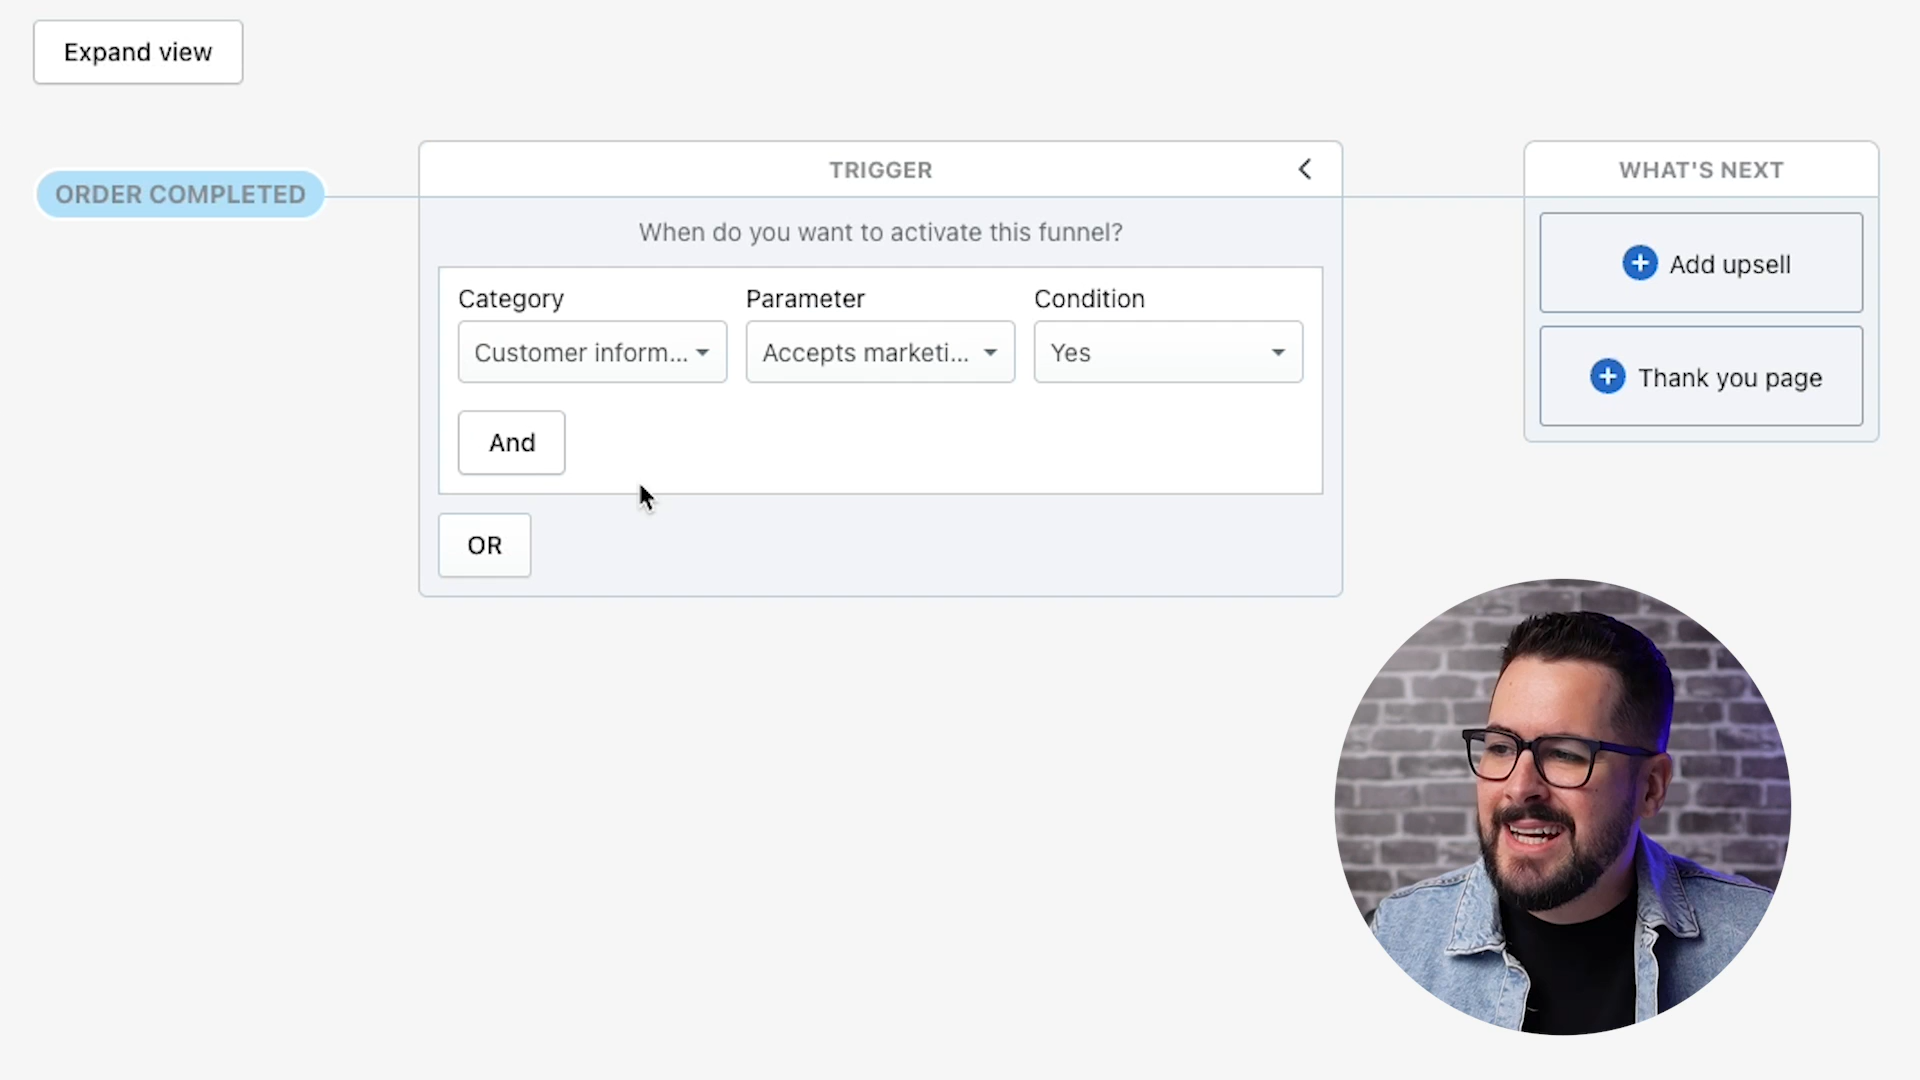 Expand view
ORDER COMPLETED
TRIGGER
When do you want to activate this funnel?
Category Parameter Condition
Customer inform... Accepts marketi... Yes
And
OR
WHAT'S NEXT
Add upsell
Thank you page